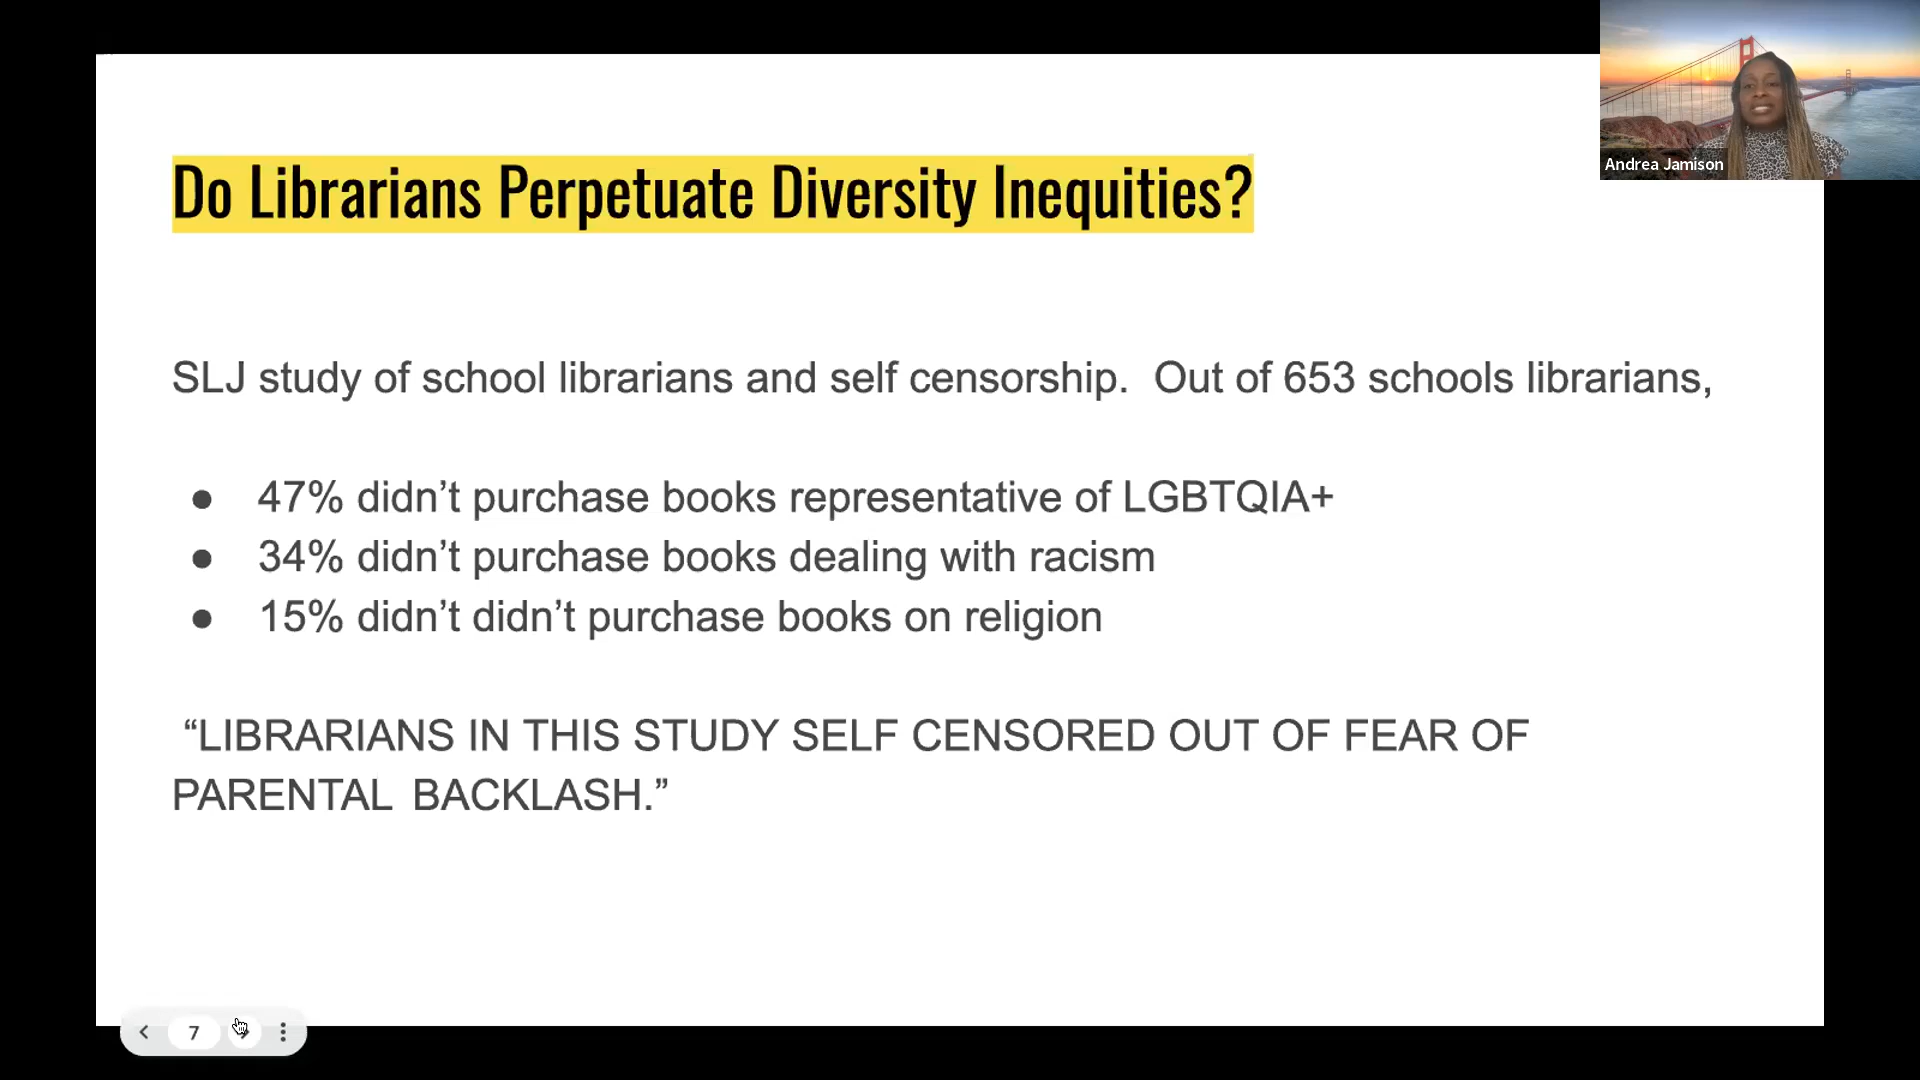 Do Librarians Perpetuate Diversity Inequities?
Andrea Jamison
SLJ study of school librarians and self censorship.  Out of 653 schools librarians,
● 47% didn’t purchase books representative of LGBTQIA+
● 34% didn’t purchase books dealing with racism
● 15% didn’t didn’t purchase books on religion
“LIBRARIANS IN THIS STUDY SELF CENSORED OUT OF FEAR OF
PARENTAL BACKLASH.”
7